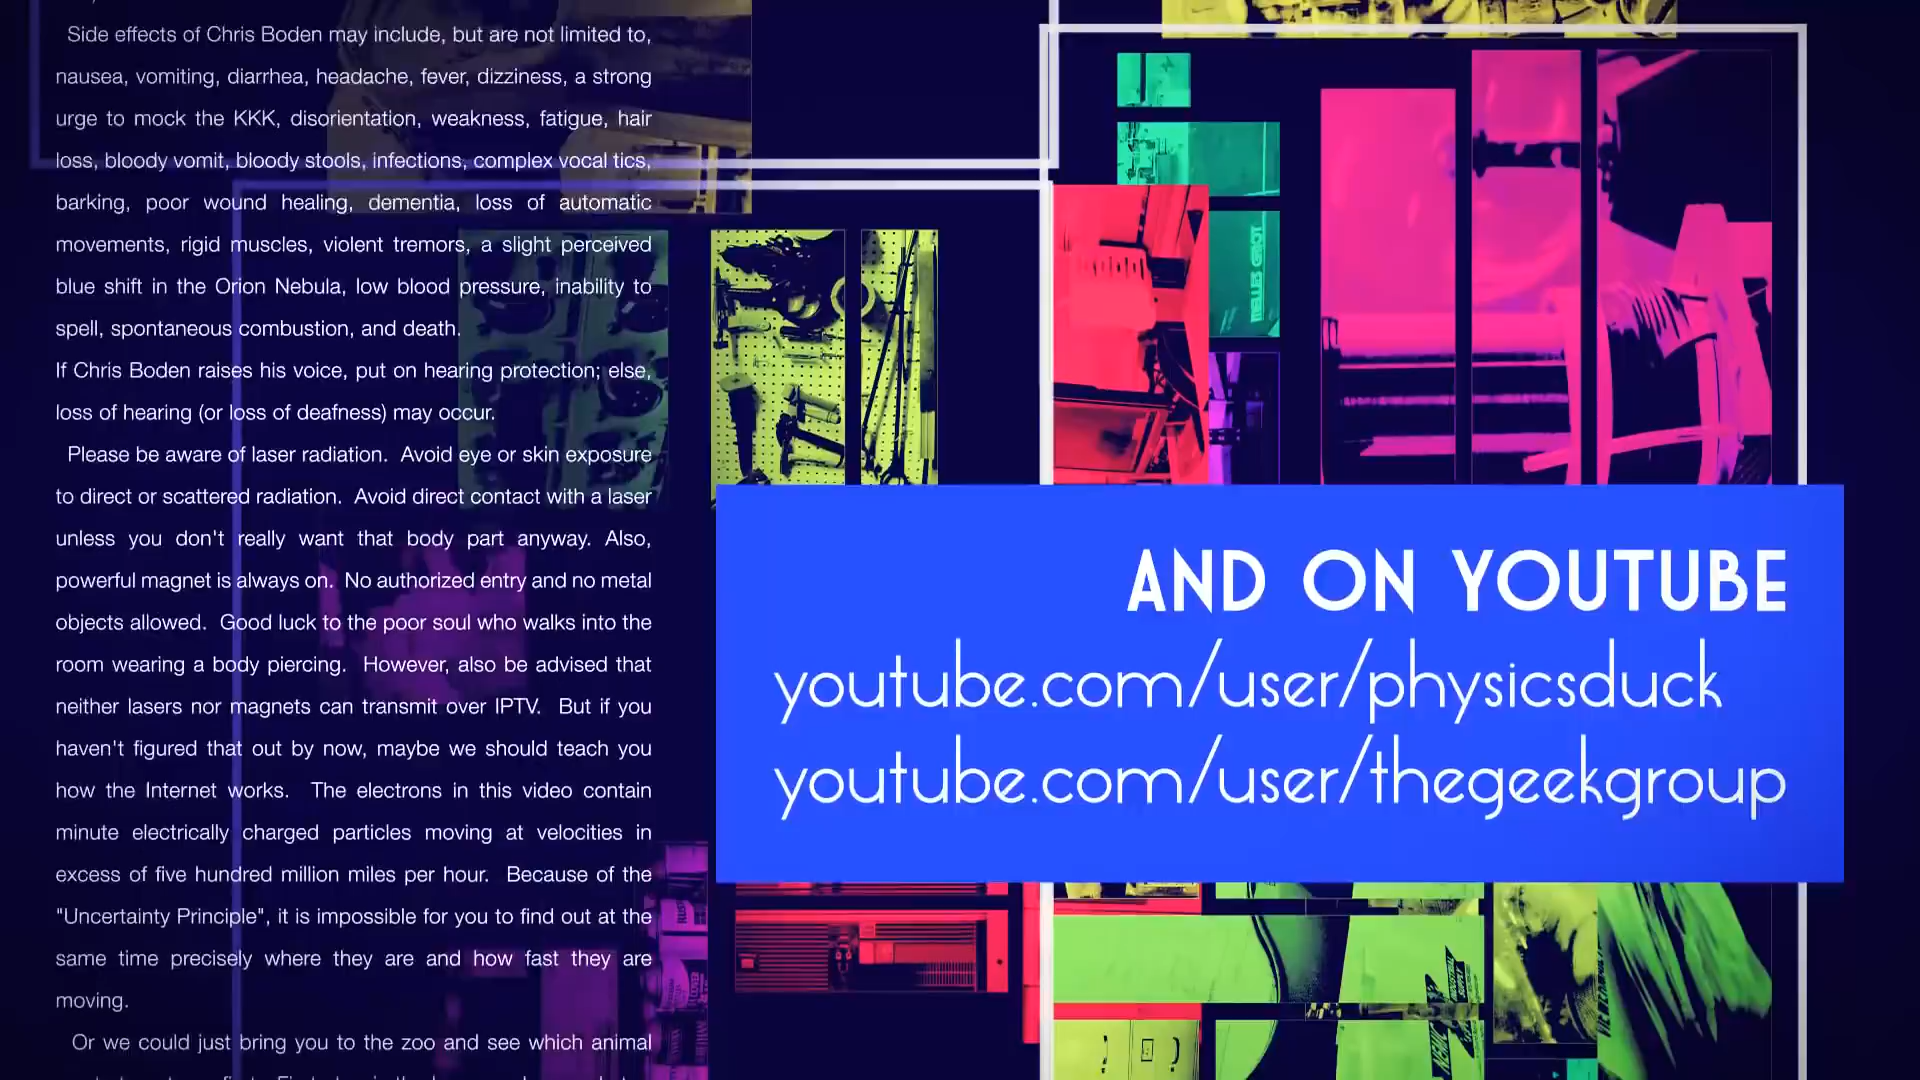 Side effects of Chris Boden may include, but are not limited to,
nausea, vomiting, diarrhea, headache, fever, dizziness, a strong
urge to mock the KKK, disorientation, weakness, fatigue, hair
loss, bloody vomit, bloody stools, infections, complex vocal tics,
barking, poor wound healing, dementia, loss of automatic
movements, rigid muscles, violent tremors, a slight perceived
blue shift in the Orion Nebula, low blood pressure, inability to
spell, spontaneous combustion, and death.
If Chris Boden raises his voice, put on hearing protection; else,
loss of hearing (or loss of deafness) may occur.
Please be aware of laser radiation. Avoid eye or skin exposure
to direct or scattered radiation. Avoid direct contact with a laser
unless you don't really want that body part anyway. Also,
powerful magnet is always on. No authorized entry and no metal
objects allowed. Good luck to the poor soul who walks into the
room wearing a body piercing. However, also be advised that
neither lasers nor magnets can transmit over IPTV. But if you
haven't figured that out by now, maybe we should teach you
how the Internet works. The electrons in this video contain
minute electrically charged particles moving at velocities in
excess of five hundred million miles per hour. Because of the
"Uncertainty Principle", it is impossible for you to find out at the
same time precisely where they are and how fast they are
moving.
Or we could just bring you to the zoo and see which animal
AND ON YOUTUBE
youtube.com/user/physicsduck
youtube.com/user/thegeekgroup